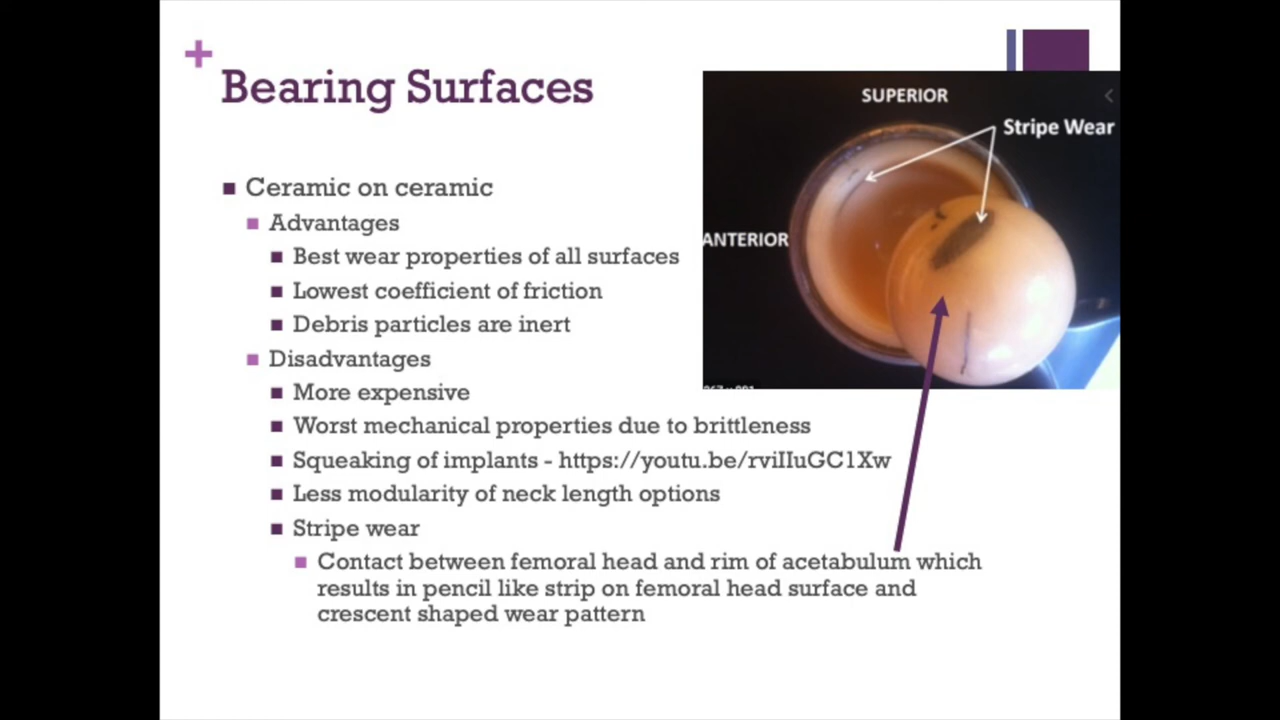 +
Bearing Surfaces
SUPERIOR
Stripe Wear
ANTERIOR
Ceramic on ceramic
Advantages
Best wear properties of all surfaces
Lowest coefficient of friction
Debris particles are inert
Disadvantages
More expensive
Worst mechanical properties due to brittleness
Squeaking of implants - https://youtu.be/rviIIuGC1Xw
Less modularity of neck length options
Stripe wear
Contact between femoral head and rim of acetabulum which
results in pencil like strip on femoral head surface and
crescent shaped wear pattern